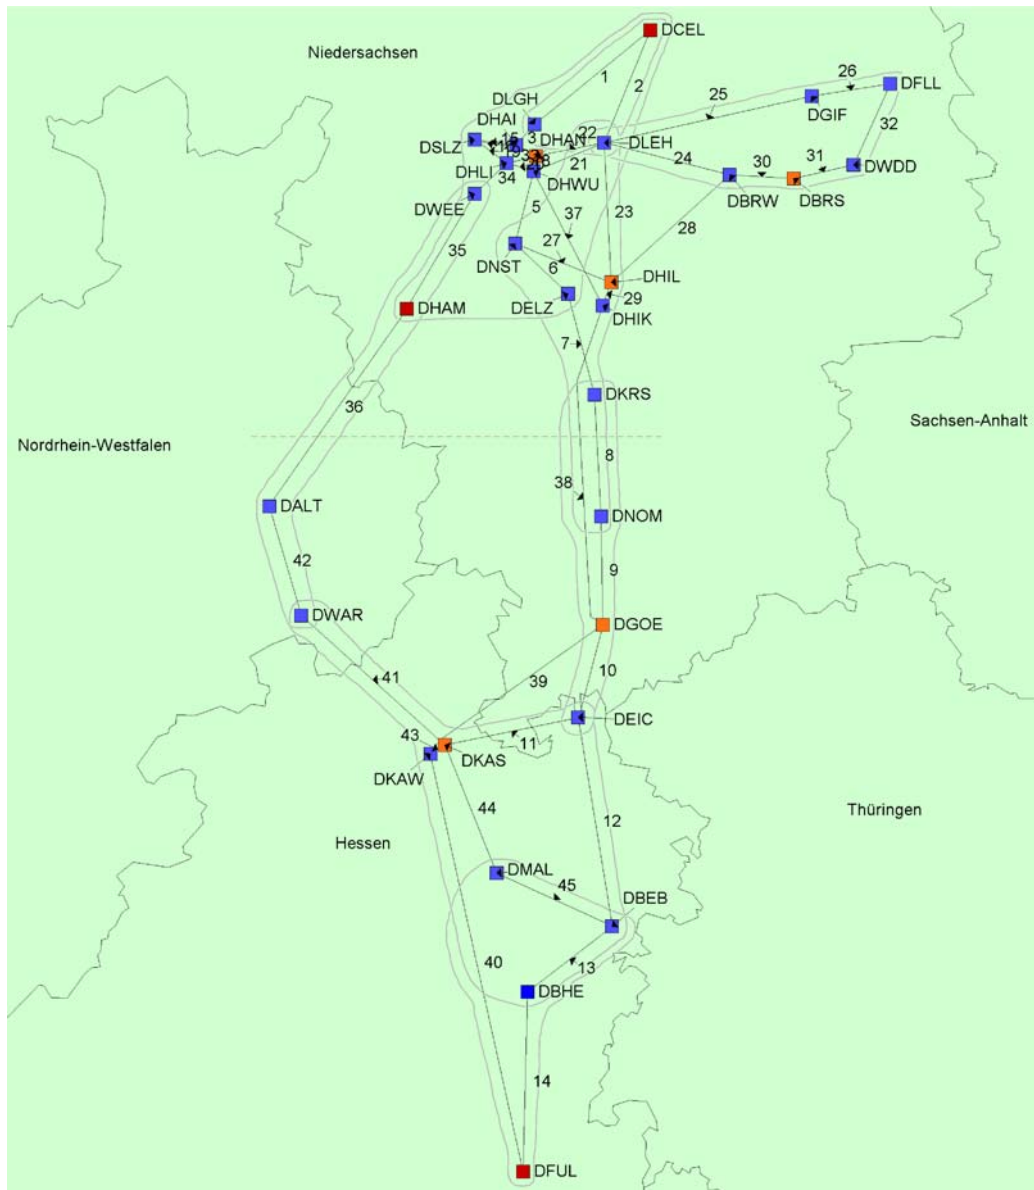 DCEL
Niedersachsen
26
1
2
DFLL
25
DLGH
DGIF
DHAI
22
32
3
DHAN
DSLZ
15
DLEH
21
24
30
31
DWDD
DHLI
34
DHWU
DBRW
DBRS
DWEE
5
37
23
35
27
28
DNST
6
DHIL
29
DELZ
DHIK
DHAM
7
DKRS
36
Sachsen-Anhalt
Nordrhein-Westfalen
8
38
DALT
DNOM
42
9
DWAR
DGOE
10
41
39
DEIC
43
11
DKAS
DKAW
44
12
Thüringen
Hessen
DMAL
45
DBEB
40
13
DBHE
14
DFUL